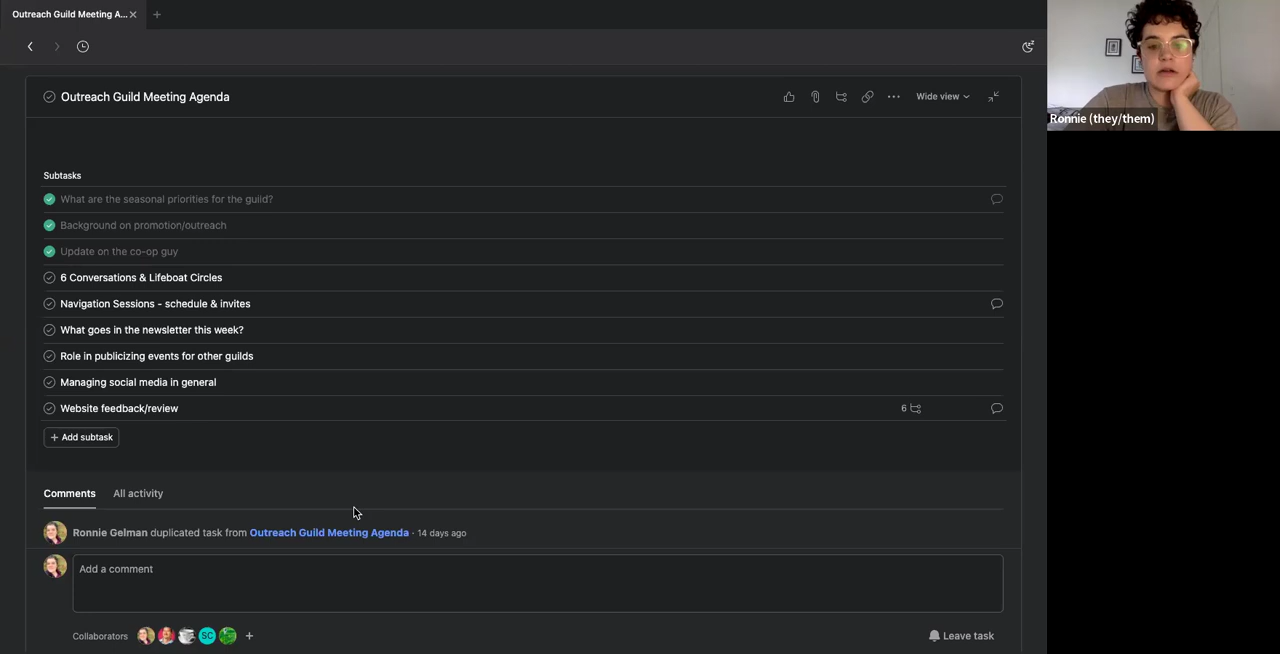 Outreach Guild Meeting A...
Outreach Guild Meeting Agenda
Wide view
Ronnie (they/them)
Subtasks
What are the seasonal priorities for the guild?
Background on promotion/outreach
Update on the co-op guy
6 Conversations & Lifeboat Circles
Navigation Sessions - schedule & invites
What goes in the newsletter this week?
Role in publicizing events for other guilds
Managing social media in general
Website feedback/review 6
+ Add subtask
Comments All activity
Ronnie Gelman duplicated task from Outreach Guild Meeting Agenda · 14 days ago
Add a comment
Collaborators SC + Leave task